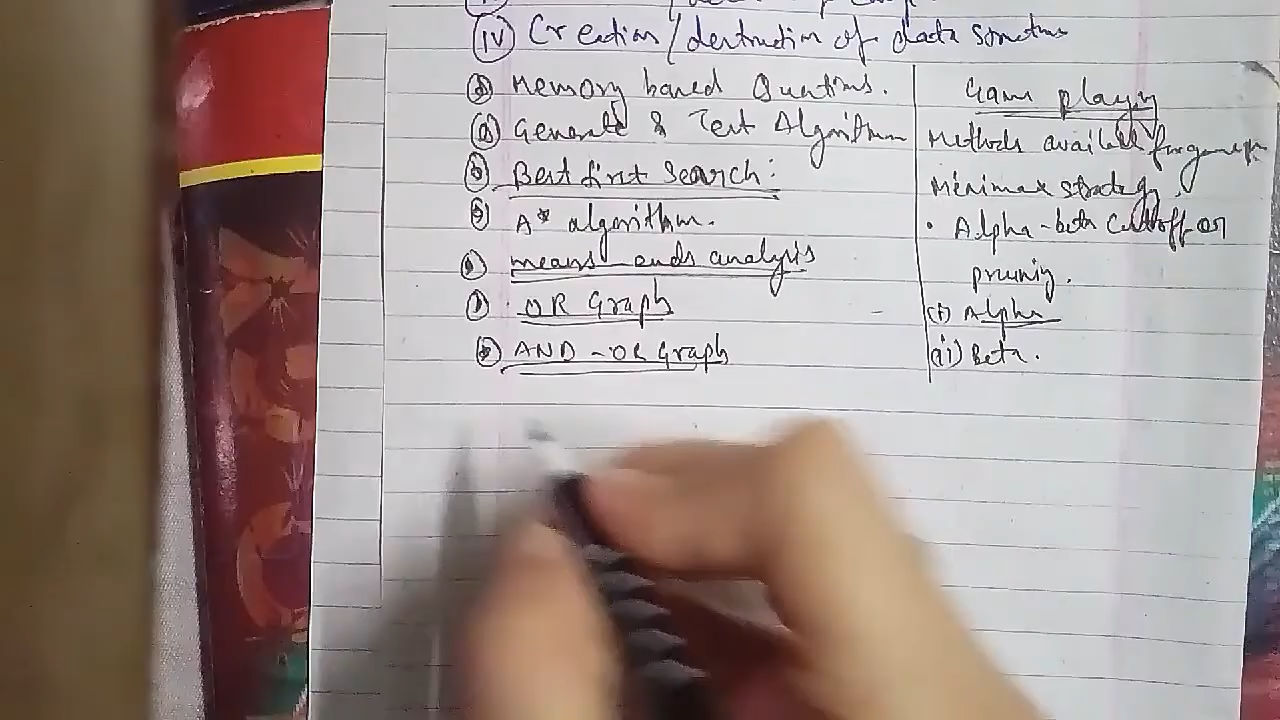 (IV) Creation/destruction of data structures
Memory based Questions.
Generate & Test Algorithm
Best first Search:
A* algorithm.
means-ends analysis
OR Graph
AND-OR Graph
Game playing
Methods available for game
Minimax strategy
• Alpha-beta cutoff or
pruning.
(i) Alpha
(ii) Beta.